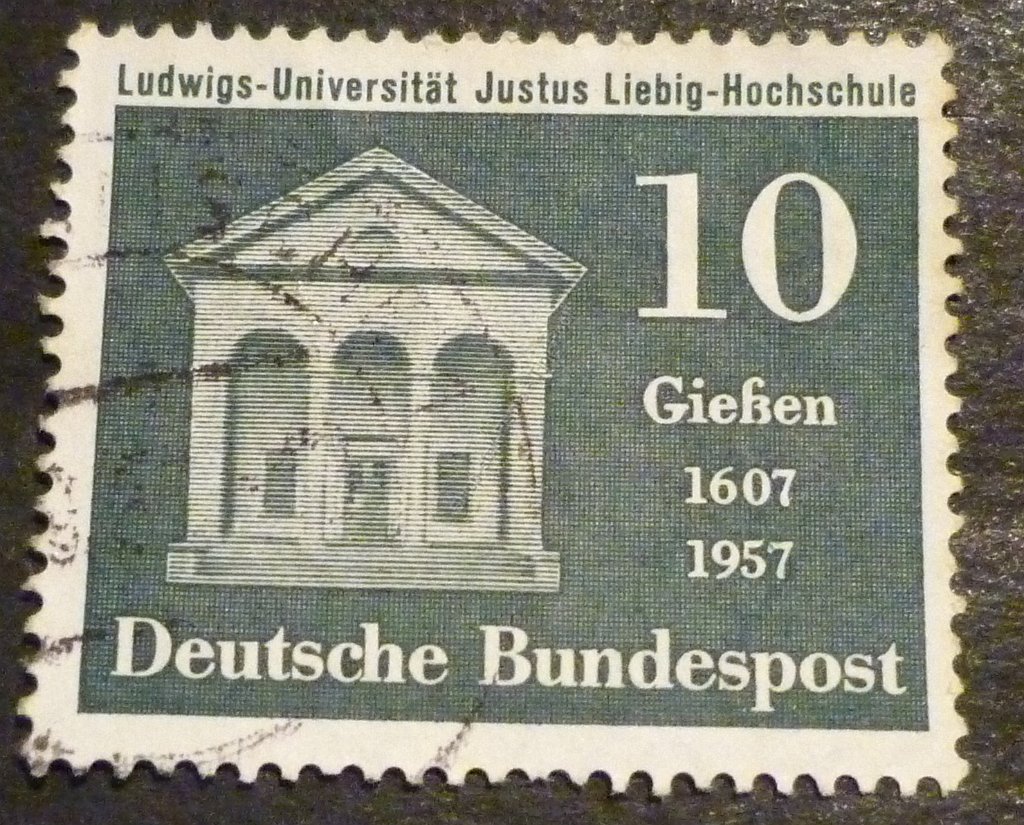 Ludwigs-Universität Justus Liebig-Hochschule
10
Gießen
1607
1957
Deutsche Bundespost